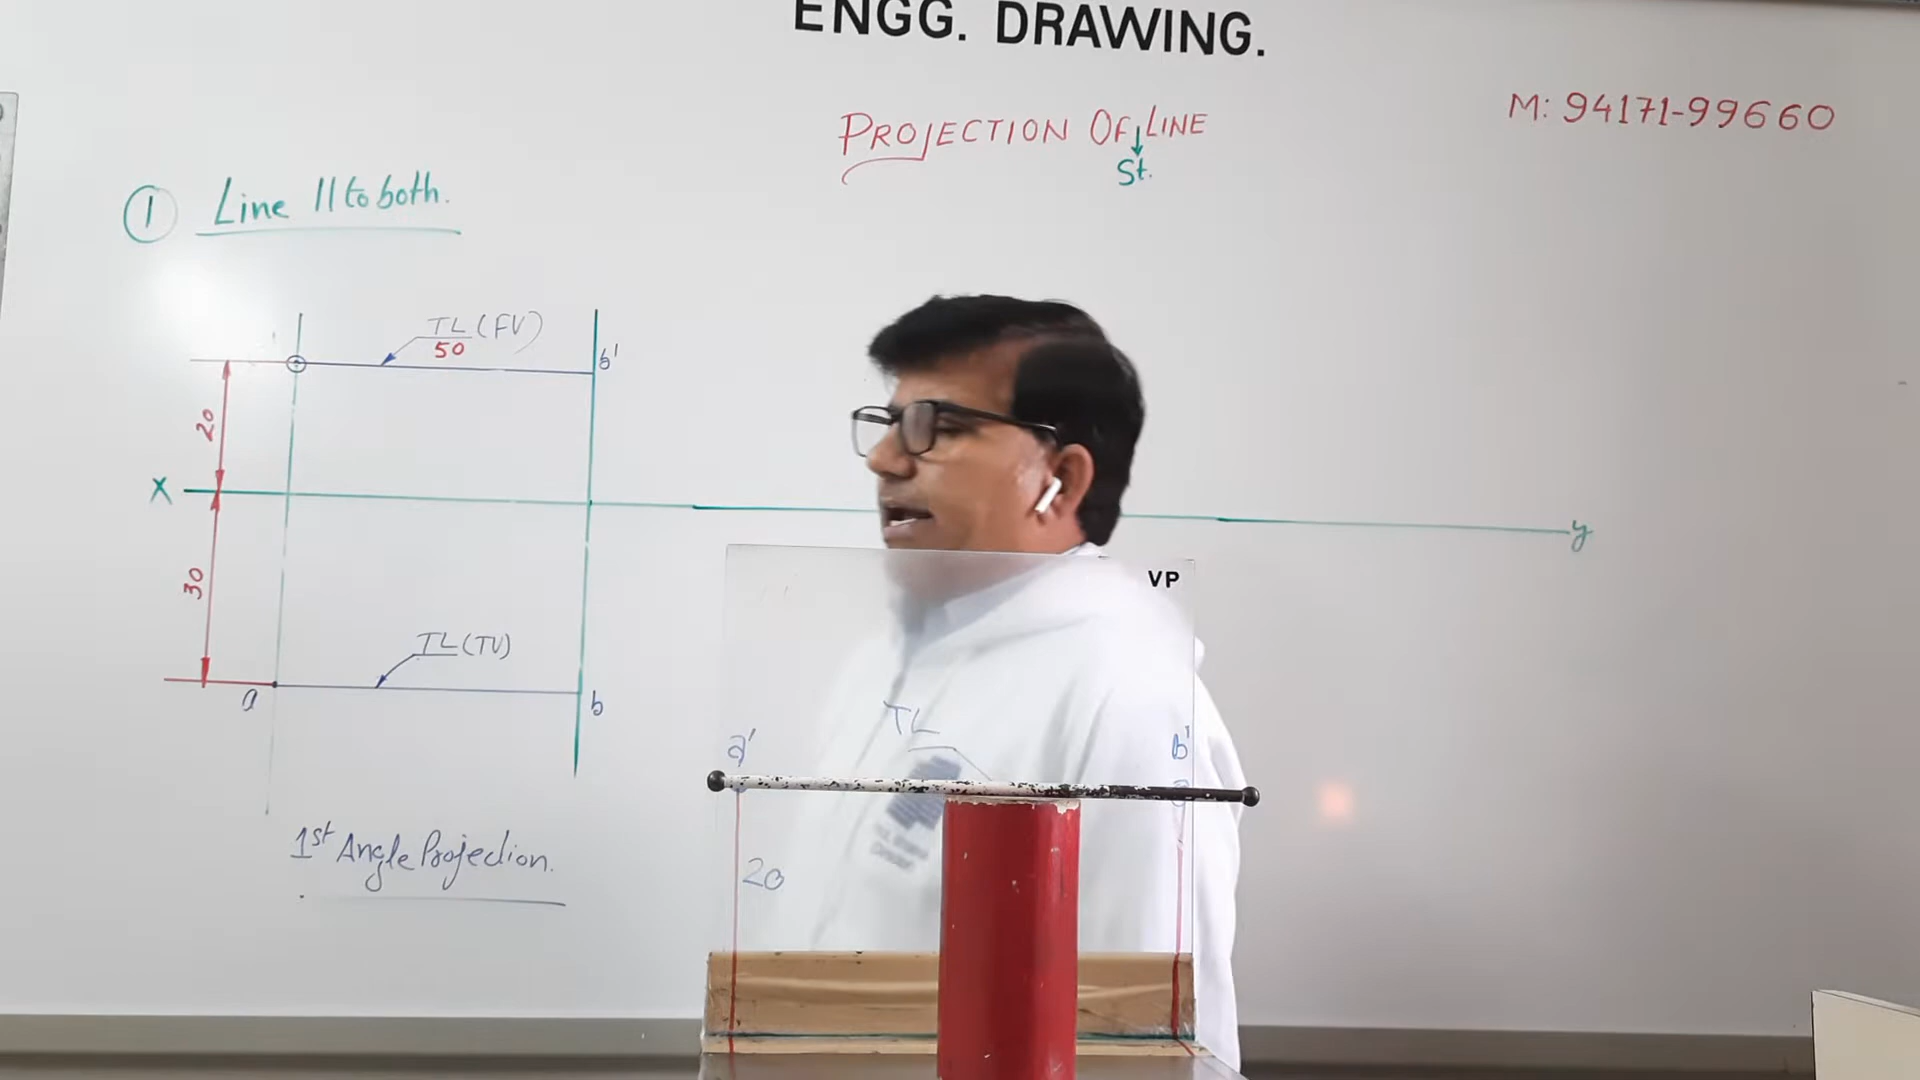 ENGG. DRAWING.
PROJECTION OF LINE
St.
M: 94171-99660
1 Line || to both.
TL (FV)
50
b'
20
X
y
30
TL (TV)
a
b
1st Angle Projection.
VP
TL
a'
b'
20